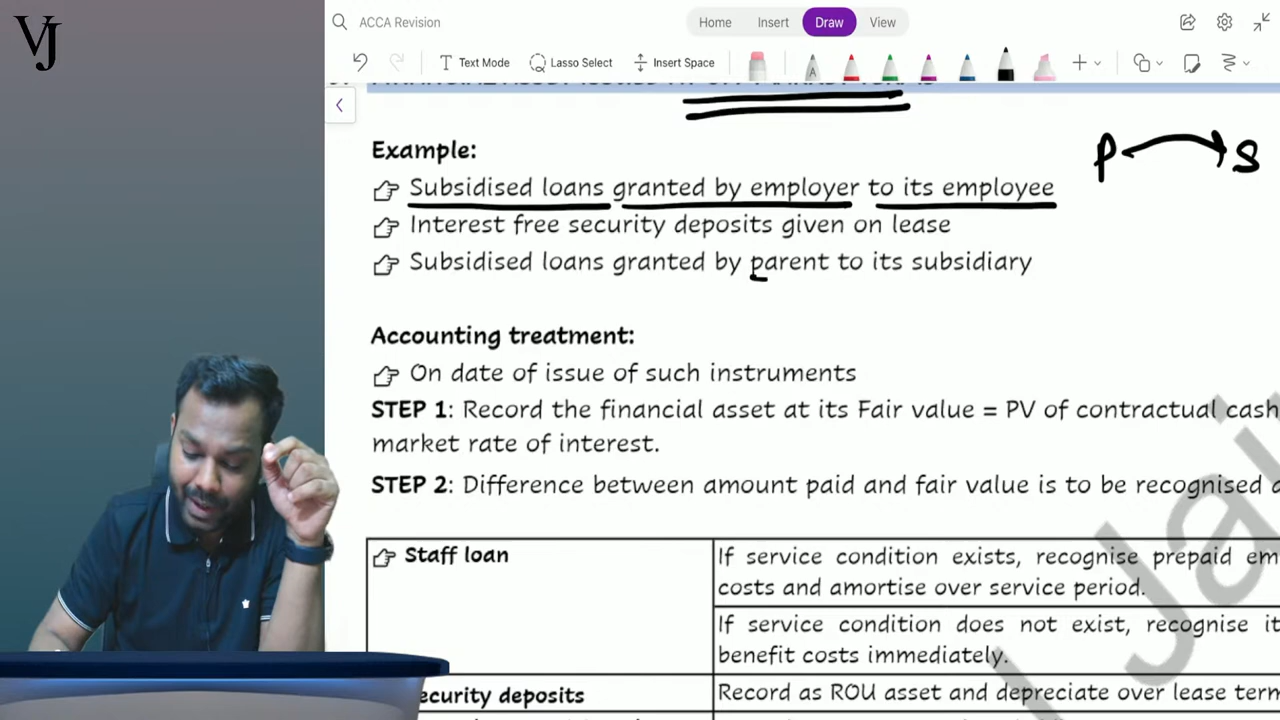 VJ
ACCA Revision
Home Insert Draw View
Text Mode Lasso Select Insert Space
P S
Example:
Subsidised loans granted by employer to its employee
Interest free security deposits given on lease
Subsidised loans granted by parent to its subsidiary
Accounting treatment:
On date of issue of such instruments
STEP 1: Record the financial asset at its Fair value = PV of contractual cash
market rate of interest.
STEP 2: Difference between amount paid and fair value is to be recognised a
Staff loan
If service condition exists, recognise prepaid em
costs and amortise over service period.
If service condition does not exist, recognise it
benefit costs immediately.
ecurity deposits
Record as ROU asset and depreciate over lease term
Jai